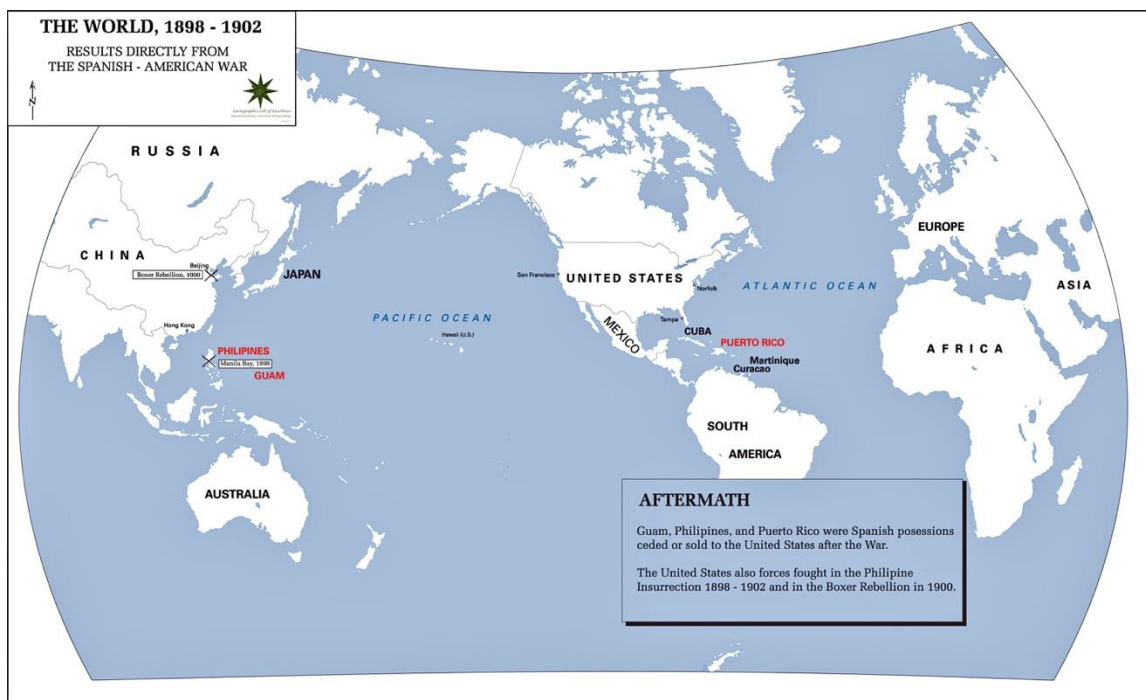 THE WORLD, 1898 - 1902
RESULTS DIRECTLY FROM
THE SPANISH - AMERICAN WAR
N
RUSSIA
CHINA
Beijing
Boxer Rebellion, 1900
JAPAN
Hong Kong
PHILIPINES
Manila Bay, 1898
GUAM
AUSTRALIA
PACIFIC OCEAN
Hawaii (U.S.)
San Francisco
UNITED STATES
Norfolk
Tampa
MEXICO
CUBA
PUERTO RICO
Martinique
Curacao
SOUTH
AMERICA
ATLANTIC OCEAN
EUROPE
ASIA
AFRICA
AFTERMATH
Guam, Philipines, and Puerto Rico were Spanish posessions
ceded or sold to the United States after the War.
The United States also forces fought in the Philipine
Insurrection 1898 - 1902 and in the Boxer Rebellion in 1900.